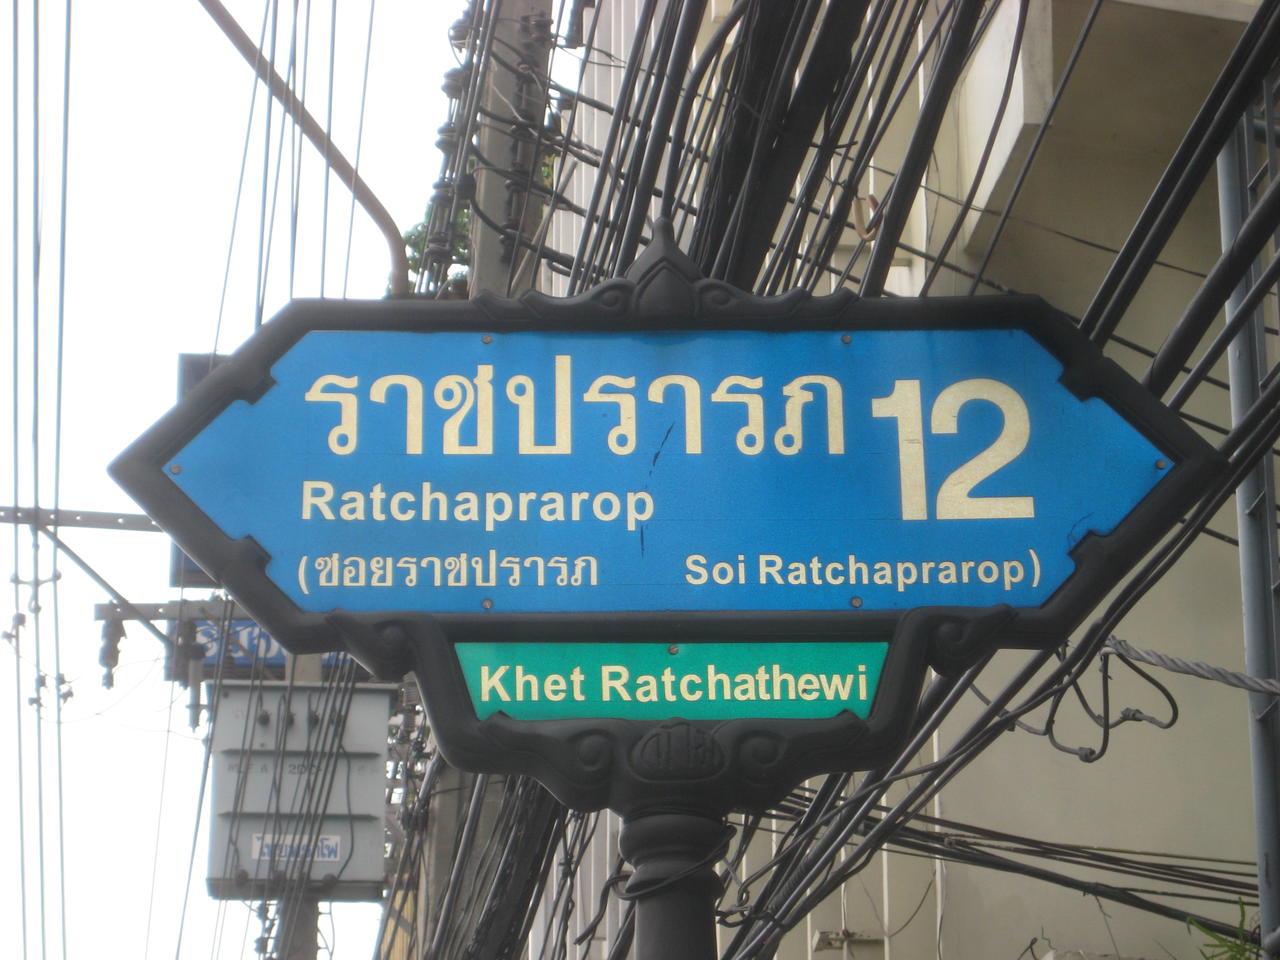 ราชปรารภ 12
Ratchaprarop
(ซอยราชปรารภ Soi Ratchaprarop)
Khet Ratchathewi